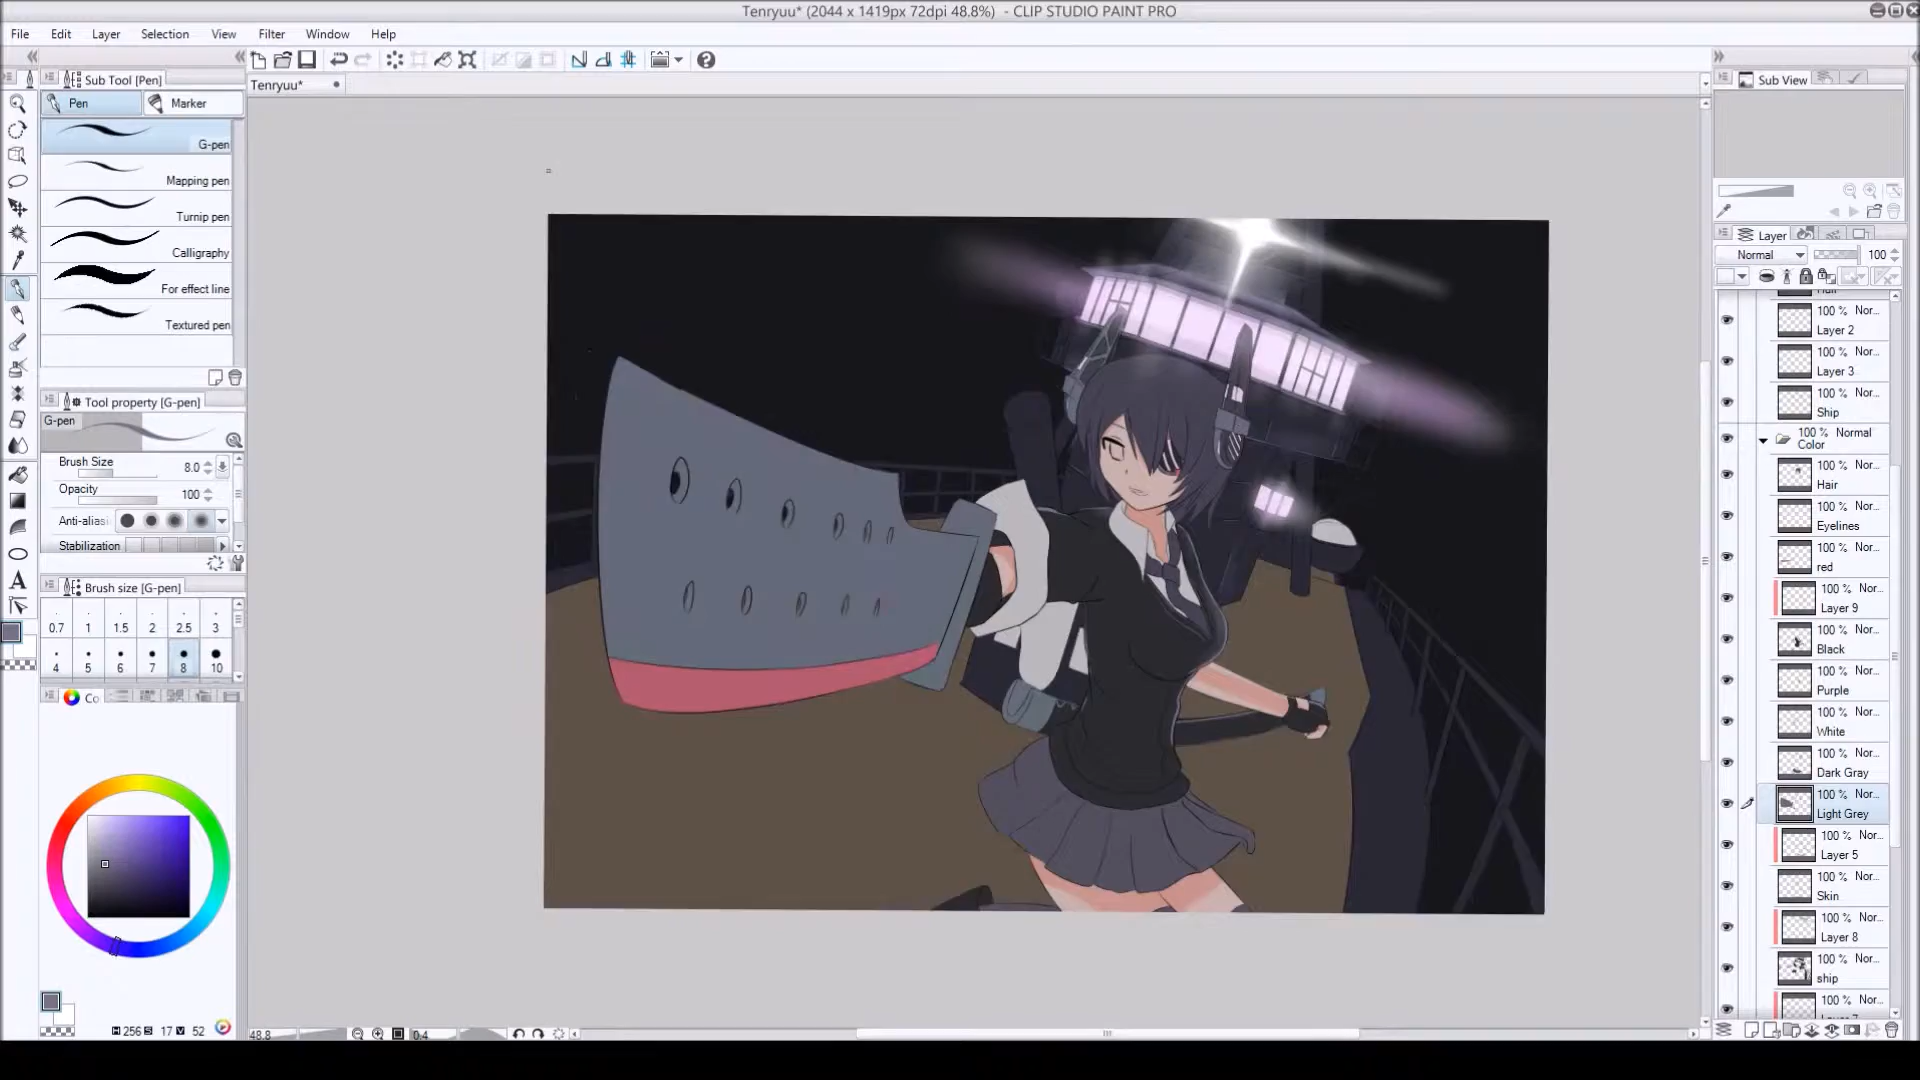 Tenryuu* (2044 x 1419px 72dpi 48.8%) - CLIP STUDIO PAINT PRO
File Edit Layer Selection View Filter Window Help
Sub Tool [Pen]
Tenryuu*
Sub View
Pen Marker
G-pen
Mapping pen
Turnip pen
Calligraphy
For effect line
Textured pen
Tool property [G-pen]
G-pen
Brush Size 8.0
Opacity 100
Anti-alias
Stabilization
Brush size [G-pen]
0.7 1 1.5 2 2.5 3
4 5 6 7 8 10
Co
H 256 S 17 V 52
48.8
0.4
Layer
Normal 100
100 % Nor...
Layer 2
100 % Nor...
Layer 3
100 % Nor...
Ship
100 % Normal
Color
100 % Nor...
Hair
100 % Nor...
Eyelines
100 % Nor...
red
100 % Nor...
Layer 9
100 % Nor...
Black
100 % Nor...
Purple
100 % Nor...
White
100 % Nor...
Dark Gray
100 % Nor...
Light Grey
100 % Nor...
Layer 5
100 % Nor...
Skin
100 % Nor...
Layer 8
100 % Nor...
ship
100 % Nor...